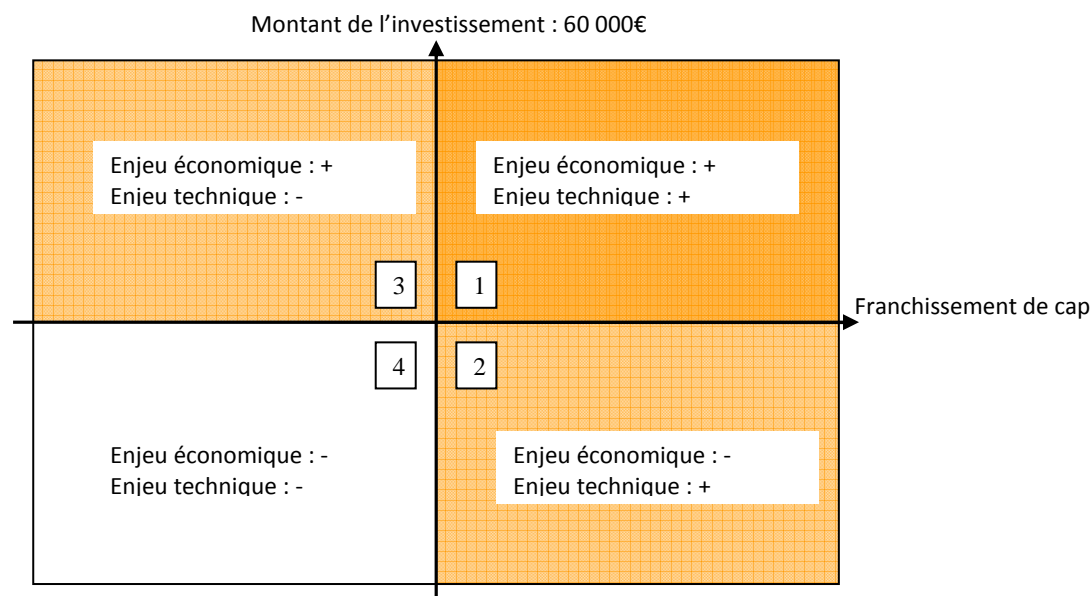 Montant de l'investissement : 60 000€
Enjeu économique : +
Enjeu technique : -
Enjeu économique : +
Enjeu technique : +
3
1
Franchissement de cap
4
2
Enjeu économique : -
Enjeu technique : -
Enjeu économique : -
Enjeu technique : +